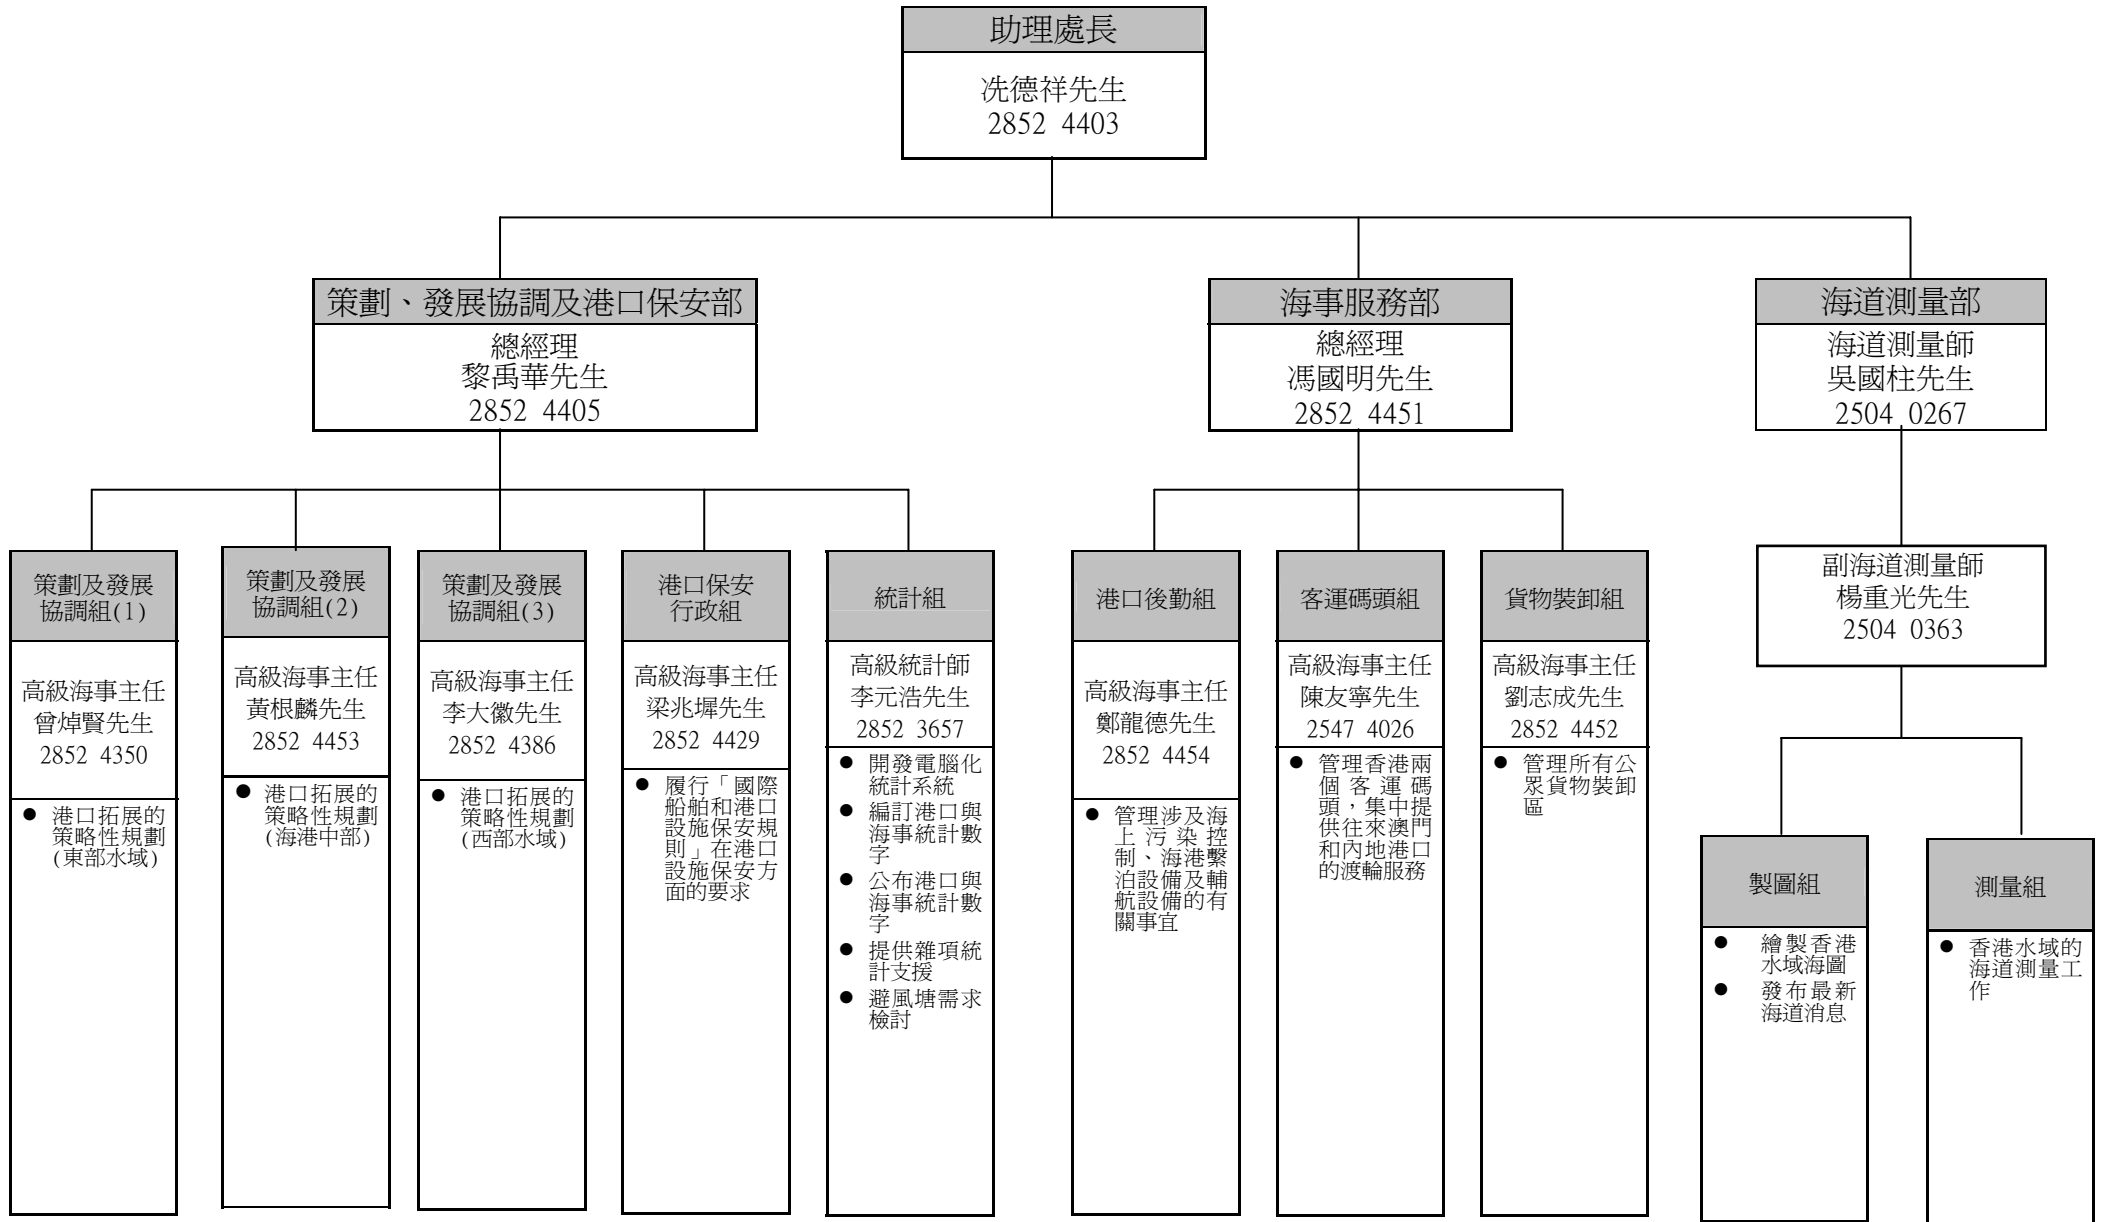 助理處長
冼德祥先生
2852 4403
策劃、發展協調及港口保安部
總經理
黎禹華先生
2852 4405
海事服務部
總經理
馮國明先生
2852 4451
海道測量部
海道測量師
吳國柱先生
2504 0267
策劃及發展
協調組(1)
高級海事主任
曾焯賢先生
2852 4350
● 港口拓展的
策略性規劃
(東部水域)
策劃及發展
協調組(2)
高級海事主任
黃根麟先生
2852 4453
● 港口拓展的
策略性規劃
(海港中部)
策劃及發展
協調組(3)
高級海事主任
李大徽先生
2852 4386
● 港口拓展的
策略性規劃
(西部水域)
港口保安
行政組
高級海事主任
梁兆墀先生
2852 4429
● 履行「國際
船舶和港口
設施保安規
則」在港口
設施保安方
面的要求
統計組
高級統計師
李元浩先生
2852 3657
● 開發電腦化
統計系統
● 編訂港口與
海事統計數
字
● 公布港口與
海事統計數
字
● 提供雜項統
計支援
● 避風塘需求
檢討
港口後勤組
高級海事主任
鄭龍德先生
2852 4454
● 管理涉及海
上污染控
制、海港繫
泊設備及輔
航設備的有
關事宜
客運碼頭組
高級海事主任
陳友寧先生
2547 4026
● 管理香港兩
個客運碼
頭，集中提
供往來澳門
和內地港口
的渡輪服務
貨物裝卸組
高級海事主任
劉志成先生
2852 4452
● 管理所有公
眾貨物裝卸
區
副海道測量師
楊重光先生
2504 0363
製圖組
● 繪製香港
水域海圖
● 發布最新
海道消息
測量組
● 香港水域的
海道測量工
作